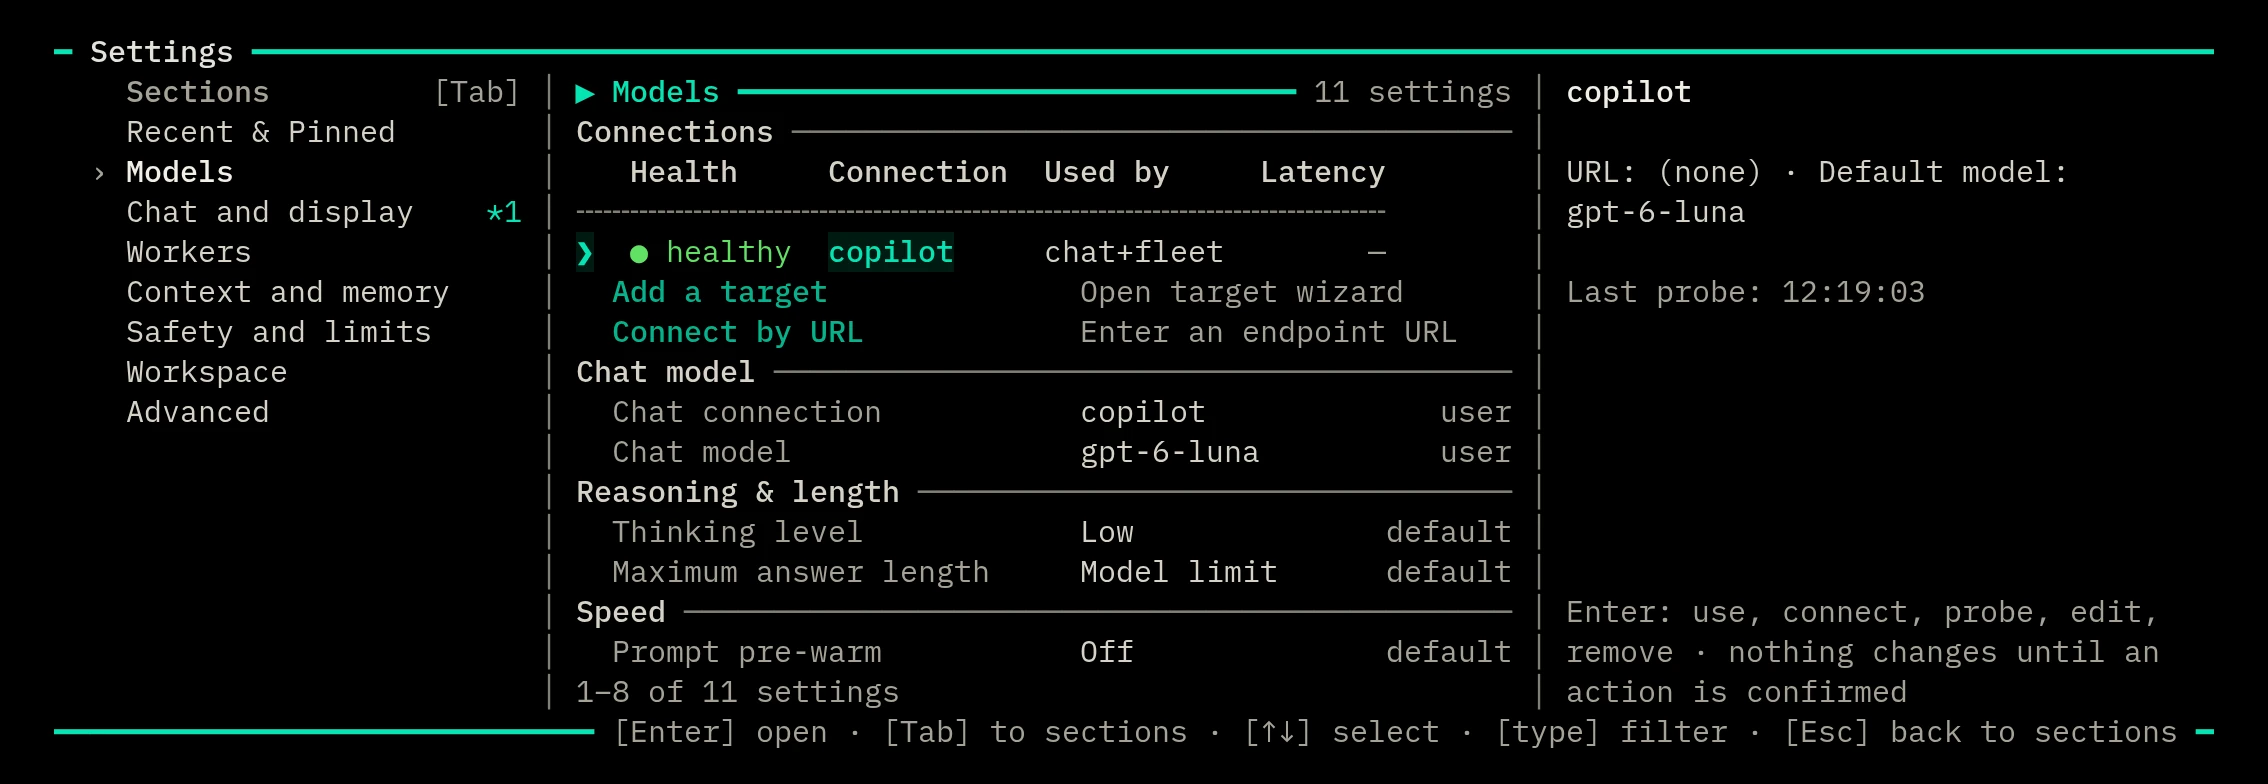 Settings
Sections [Tab]
Recent & Pinned
› Models
Chat and display *1
Workers
Context and memory
Safety and limits
Workspace
Advanced
▶ Models 11 settings
Connections
Health Connection Used by Latency
❯ ● healthy copilot chat+fleet —
Add a target Open target wizard
Connect by URL Enter an endpoint URL
Chat model
Chat connection copilot user
Chat model gpt-6-luna user
Reasoning & length
Thinking level Low default
Maximum answer length Model limit default
Speed
Prompt pre-warm Off default
1–8 of 11 settings
copilot
URL: (none) · Default model:
gpt-6-luna
Last probe: 12:19:03
Enter: use, connect, probe, edit,
remove · nothing changes until an
action is confirmed
[Enter] open · [Tab] to sections · [↑↓] select · [type] filter · [Esc] back to sections